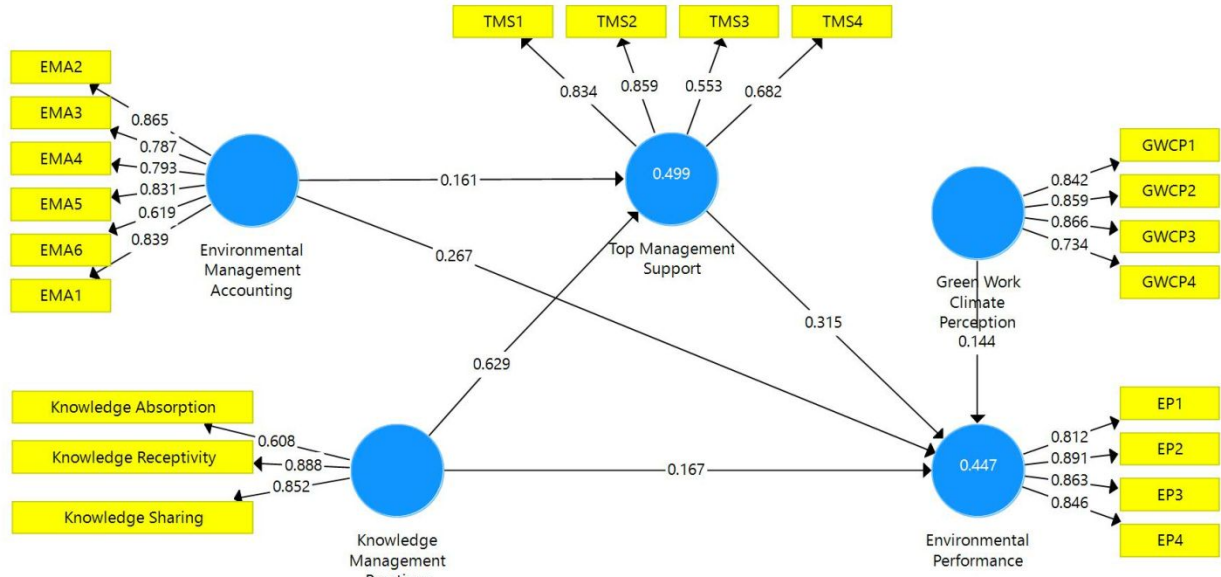 TMS1
TMS2
TMS3
TMS4
0.834
0.859
0.553
0.682
EMA2
EMA3
EMA4
EMA5
EMA6
EMA1
0.865
0.787
0.793
0.831
0.619
0.839
Environmental
Management
Accounting
0.161
0.499
Top Management
Support
0.267
0.629
0.315
GWCP1
GWCP2
GWCP3
GWCP4
0.842
0.859
0.866
0.734
Green Work
Climate
Perception
0.144
Knowledge Absorption
Knowledge Receptivity
Knowledge Sharing
0.608
0.888
0.852
Knowledge
Management
0.167
0.447
Environmental
Performance
0.812
0.891
0.863
0.846
EP1
EP2
EP3
EP4